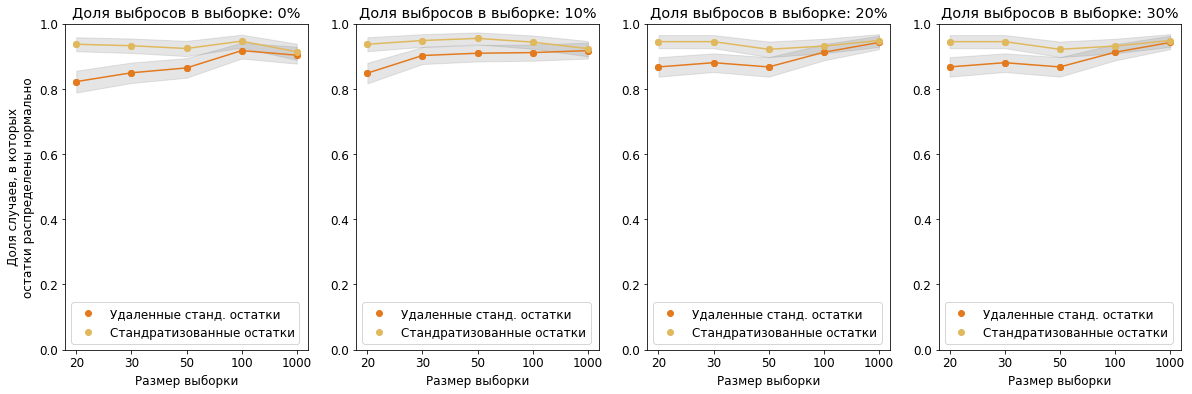 Доля случаев, в которых
остатки распределены нормально
Доля выбросов в выборке: 0%
1.0
0.8
0.6
0.4
0.2
0.0
Удаленные станд. остатки
Стандратизованные остатки
20 30 50 100 1000
Размер выборки
Доля выбросов в выборке: 10%
1.0
0.8
0.6
0.4
0.2
0.0
Удаленные станд. остатки
Стандратизованные остатки
20 30 50 100 1000
Размер выборки
Доля выбросов в выборке: 20%
1.0
0.8
0.6
0.4
0.2
0.0
Удаленные станд. остатки
Стандратизованные остатки
20 30 50 100 1000
Размер выборки
Доля выбросов в выборке: 30%
1.0
0.8
0.6
0.4
0.2
0.0
Удаленные станд. остатки
Стандратизованные остатки
20 30 50 100 1000
Размер выборки